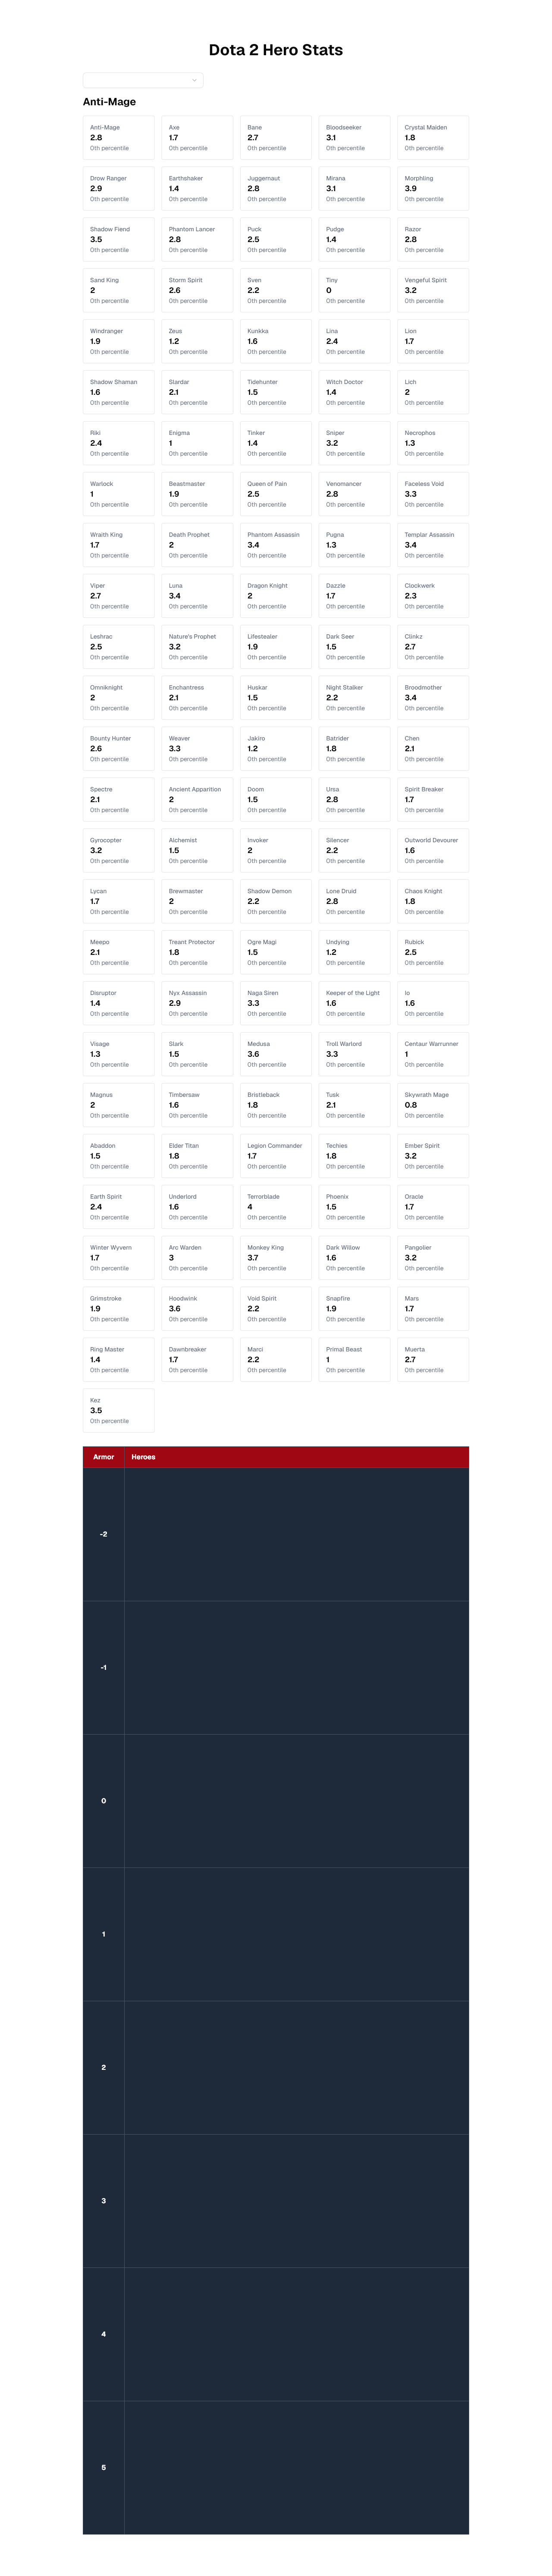 Dota 2 Hero Stats
Anti-Mage
Anti-Mage Axe Bane Bloodseeker Crystal Maiden
2.8 1.7 2.7 3.1 1.8
0th percentile 0th percentile 0th percentile 0th percentile 0th percentile
Drow Ranger Earthshaker Juggernaut Mirana Morphling
2.9 1.4 2.8 3.1 3.9
0th percentile 0th percentile 0th percentile 0th percentile 0th percentile
Shadow Fiend Phantom Lancer Puck Pudge Razor
3.5 2.8 2.5 1.4 2.8
0th percentile 0th percentile 0th percentile 0th percentile 0th percentile
Sand King Storm Spirit Sven Tiny Vengeful Spirit
2 2.6 2.2 0 3.2
0th percentile 0th percentile 0th percentile 0th percentile 0th percentile
Windranger Zeus Kunkka Lina Lion
1.9 1.2 1.6 2.4 1.7
0th percentile 0th percentile 0th percentile 0th percentile 0th percentile
Shadow Shaman Slardar Tidehunter Witch Doctor Lich
1.6 2.1 1.5 1.4 2
0th percentile 0th percentile 0th percentile 0th percentile 0th percentile
Riki Enigma Tinker Sniper Necrophos
2.4 1 1.4 3.2 1.3
0th percentile 0th percentile 0th percentile 0th percentile 0th percentile
Warlock Beastmaster Queen of Pain Venomancer Faceless Void
1 1.9 2.5 2.8 3.3
0th percentile 0th percentile 0th percentile 0th percentile 0th percentile
Wraith King Death Prophet Phantom Assassin Pugna Templar Assassin
1.7 2 3.4 1.3 3.4
0th percentile 0th percentile 0th percentile 0th percentile 0th percentile
Viper Luna Dragon Knight Dazzle Clockwerk
2.7 3.4 2 1.7 2.3
0th percentile 0th percentile 0th percentile 0th percentile 0th percentile
Leshrac Nature's Prophet Lifestealer Dark Seer Clinkz
2.5 3.2 1.9 1.5 2.7
0th percentile 0th percentile 0th percentile 0th percentile 0th percentile
Omniknight Enchantress Huskar Night Stalker Broodmother
2 2.1 1.5 2.2 3.4
0th percentile 0th percentile 0th percentile 0th percentile 0th percentile
Bounty Hunter Weaver Jakiro Batrider Chen
2.6 3.3 1.2 1.8 2.1
0th percentile 0th percentile 0th percentile 0th percentile 0th percentile
Spectre Ancient Apparition Doom Ursa Spirit Breaker
2.1 2 1.5 2.8 1.7
0th percentile 0th percentile 0th percentile 0th percentile 0th percentile
Gyrocopter Alchemist Invoker Silencer Outworld Devourer
3.2 1.5 2 2.2 1.6
0th percentile 0th percentile 0th percentile 0th percentile 0th percentile
Lycan Brewmaster Shadow Demon Lone Druid Chaos Knight
1.7 2 2.2 2.8 1.8
0th percentile 0th percentile 0th percentile 0th percentile 0th percentile
Meepo Treant Protector Ogre Magi Undying Rubick
2.1 1.8 1.5 1.2 2.5
0th percentile 0th percentile 0th percentile 0th percentile 0th percentile
Disruptor Nyx Assassin Naga Siren Keeper of the Light Io
1.4 2.9 3.3 1.6 1.6
0th percentile 0th percentile 0th percentile 0th percentile 0th percentile
Visage Slark Medusa Troll Warlord Centaur Warrunner
1.3 1.5 3.6 3.3 1
0th percentile 0th percentile 0th percentile 0th percentile 0th percentile
Magnus Timbersaw Bristleback Tusk Skywrath Mage
2 1.6 1.8 2.1 0.8
0th percentile 0th percentile 0th percentile 0th percentile 0th percentile
Abaddon Elder Titan Legion Commander Techies Ember Spirit
1.5 1.8 1.7 1.8 3.2
0th percentile 0th percentile 0th percentile 0th percentile 0th percentile
Earth Spirit Underlord Terrorblade Phoenix Oracle
2.4 1.6 4 1.5 1.7
0th percentile 0th percentile 0th percentile 0th percentile 0th percentile
Winter Wyvern Arc Warden Monkey King Dark Willow Pangolier
1.7 3 3.7 1.6 3.2
0th percentile 0th percentile 0th percentile 0th percentile 0th percentile
Grimstroke Hoodwink Void Spirit Snapfire Mars
1.9 3.6 2.2 1.9 1.7
0th percentile 0th percentile 0th percentile 0th percentile 0th percentile
Ring Master Dawnbreaker Marci Primal Beast Muerta
1.4 1.7 2.2 1 2.7
0th percentile 0th percentile 0th percentile 0th percentile 0th percentile
Kez
3.5
0th percentile
Armor Heroes
-2
-1
0
1
2
3
4
5